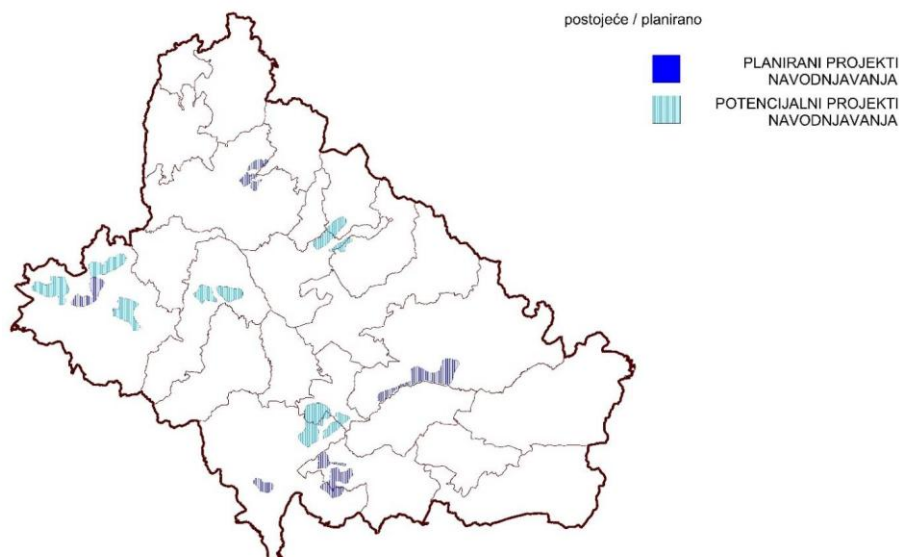 postojeće / planirano
PLANIRANI PROJEKTI
NAVODNJAVANJA
POTENCIJALNI PROJEKTI
NAVODNJAVANJA